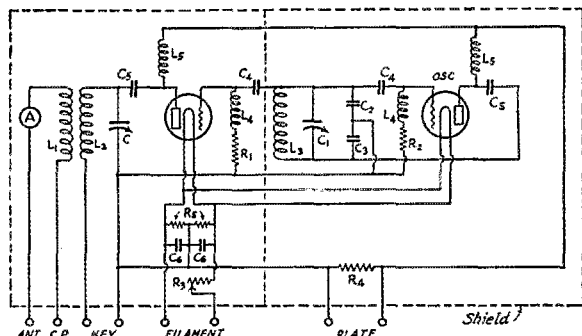 L5
L5
C5
C4
C4
OSC
C5
A
L1
L2
C
L4
R1
L3
C1
C2
C3
L4
R2
R5
C6
C6
R3
R4
Shield
ANT. C.P. KEY FILAMENT PLATE